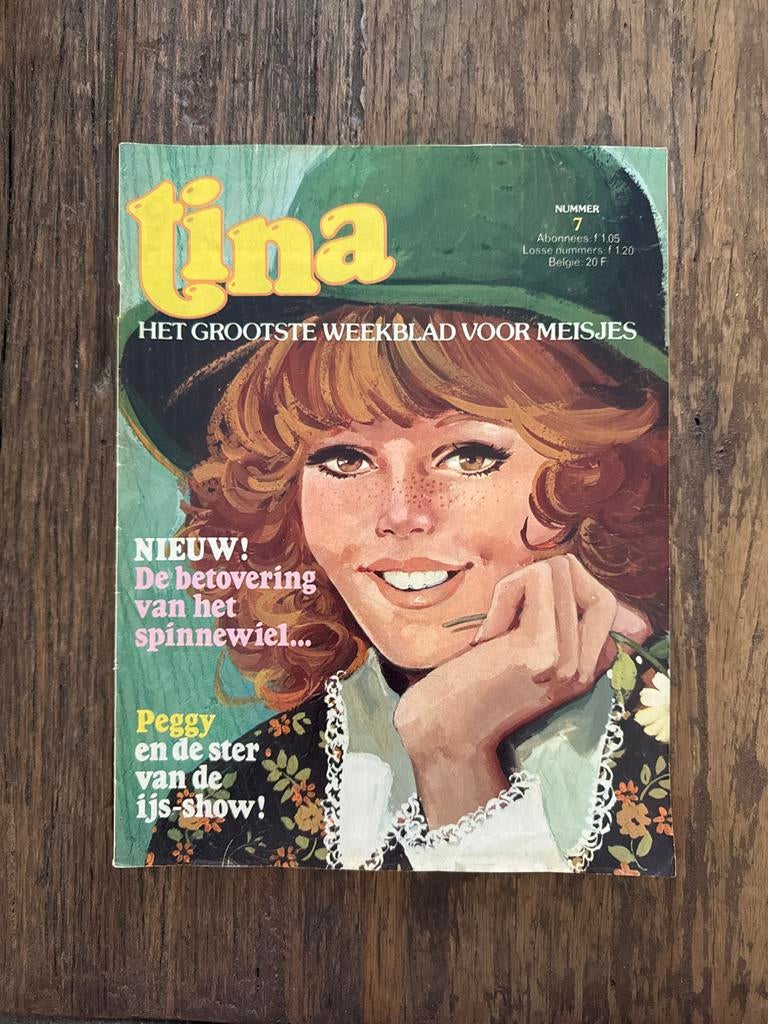 tina
NUMMER
7
Abonnees: f 1.05
Losse nummers: f 1.20
Belgie: 20 F
HET GROOTSTE WEEKBLAD VOOR MEISJES
NIEUW!
De betovering
van het
spinnewiel...
Peggy
en de ster
van de
ijs-show!